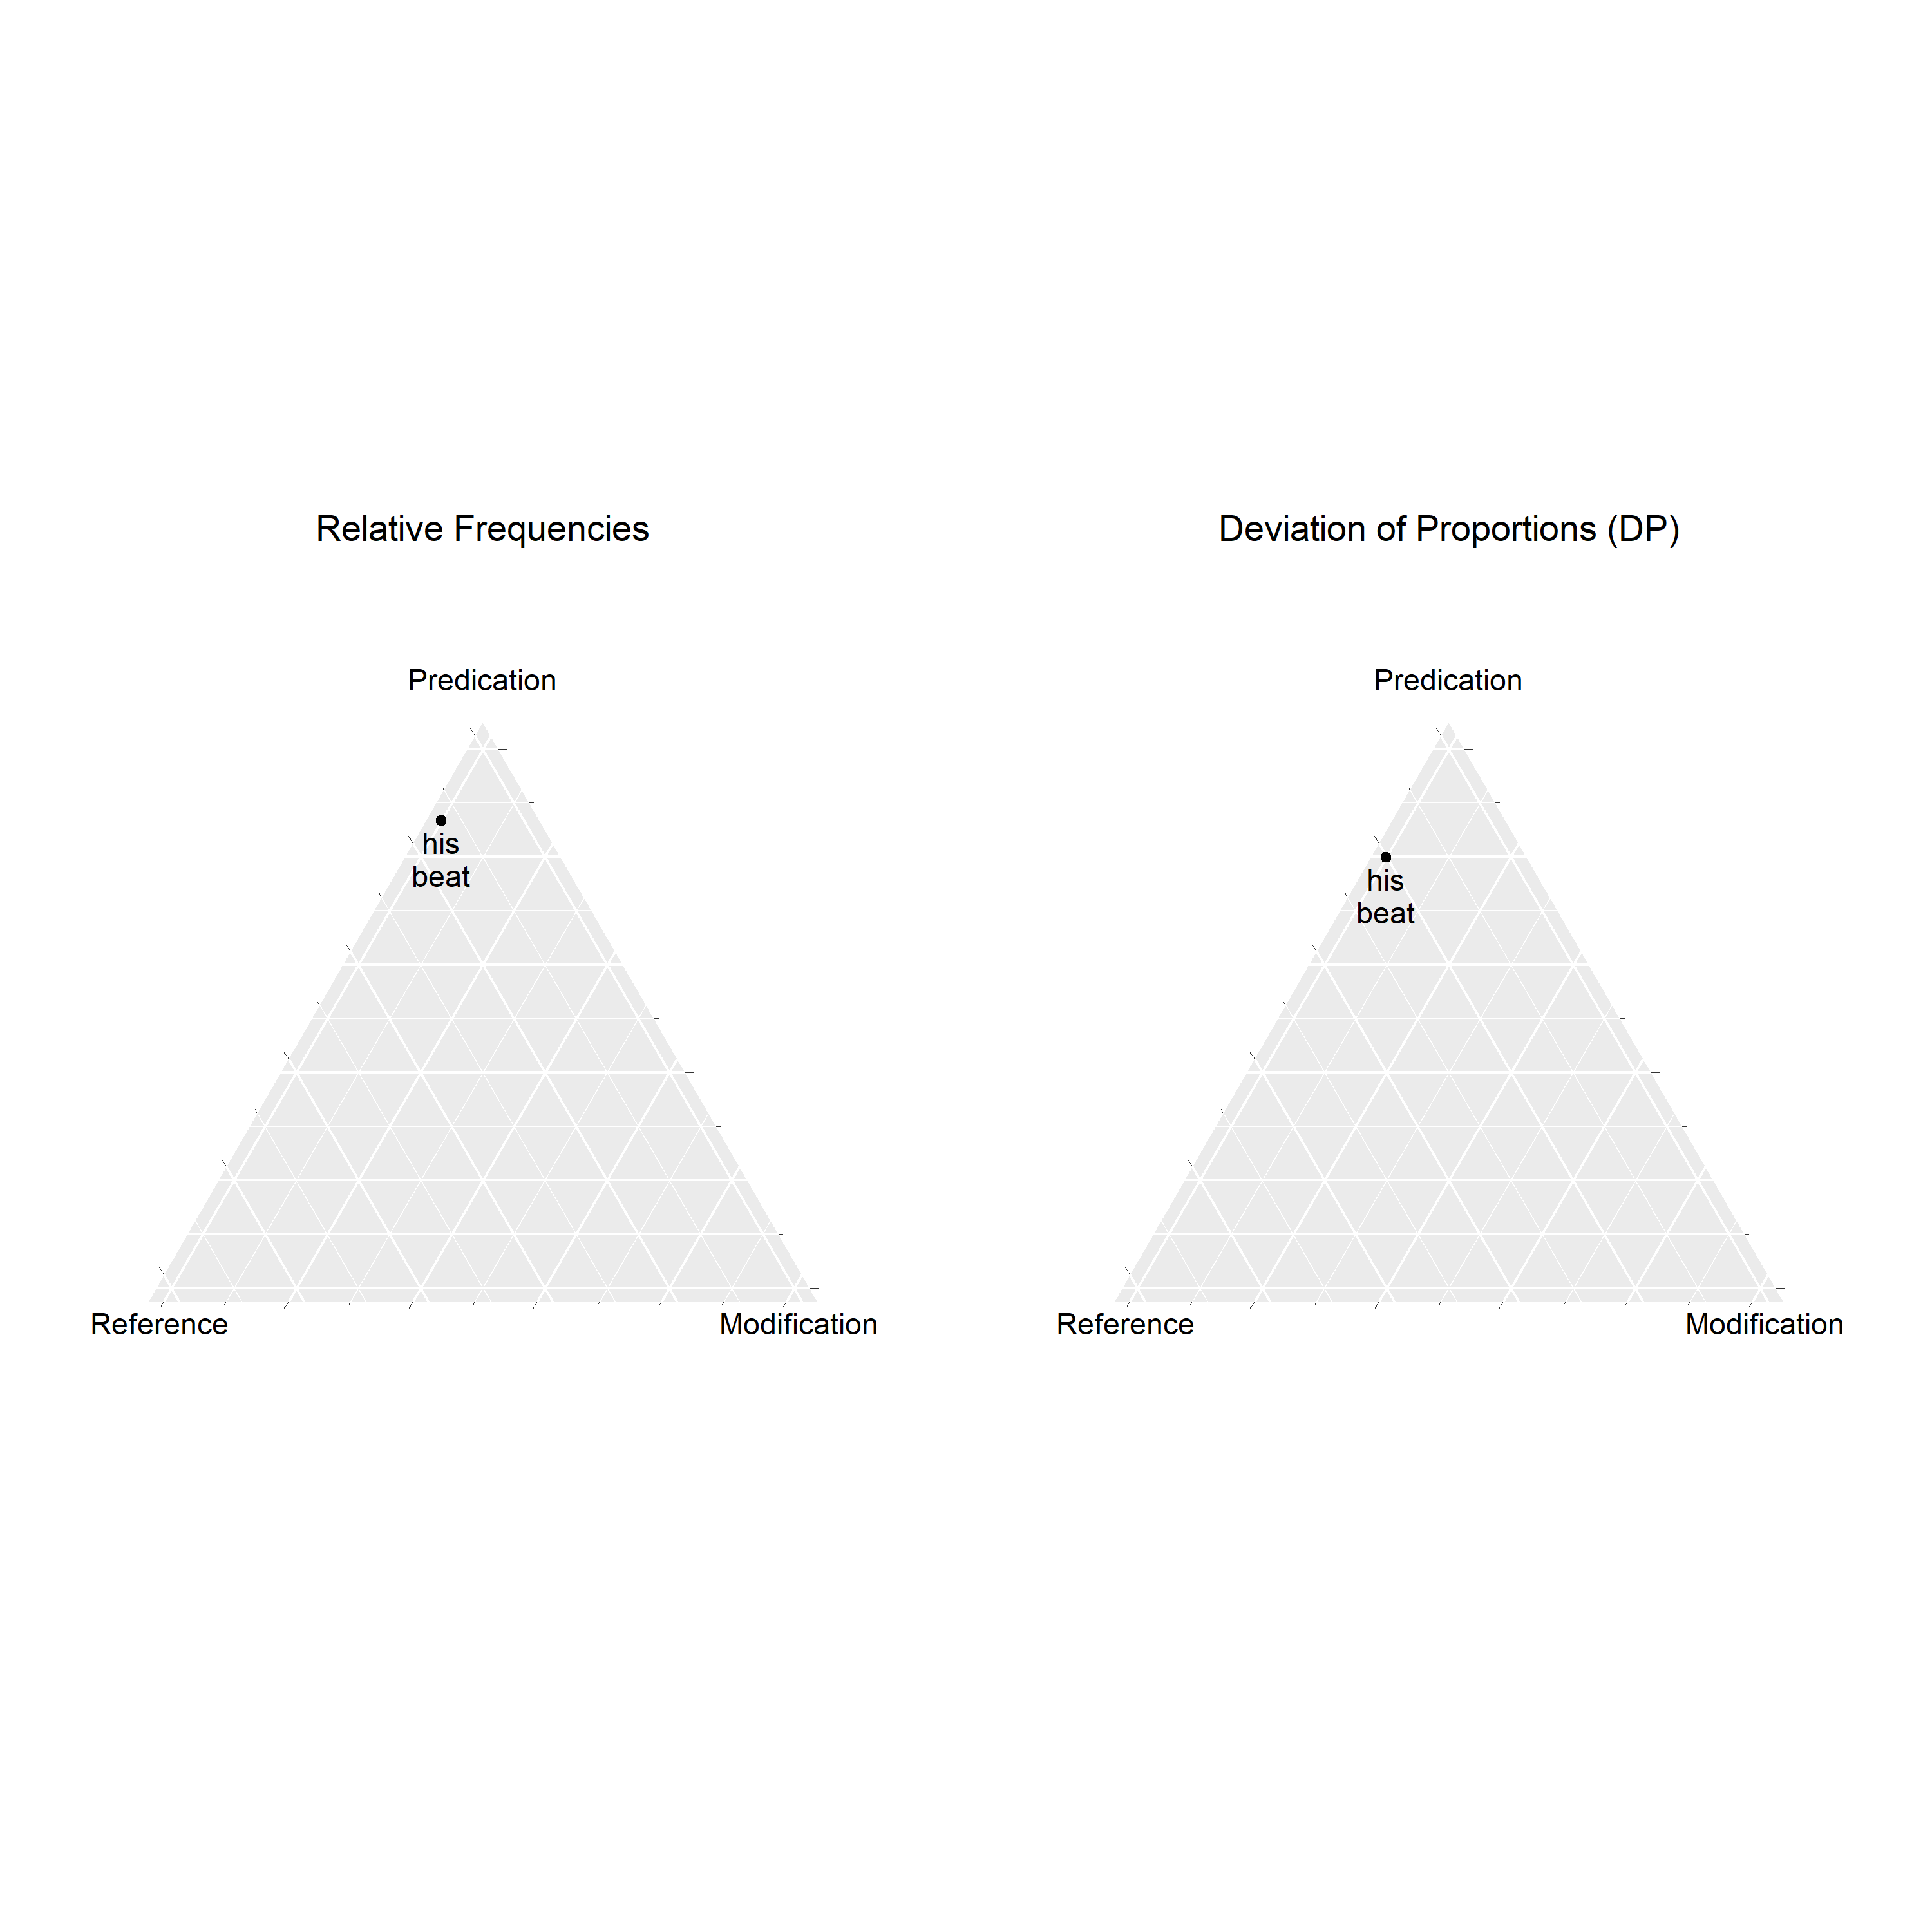 Relative Frequencies
Predication
his
beat
Reference
Modification
Deviation of Proportions (DP)
Predication
his
beat
Reference
Modification